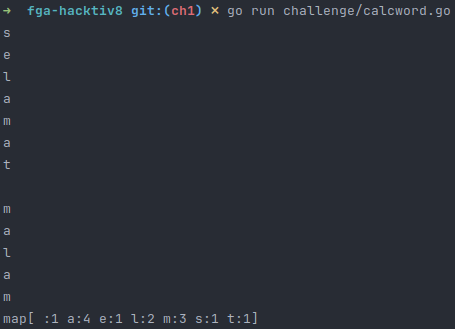 → fga-hacktiv8 git:(ch1) × go run challenge/calcword.go
s
e
l
a
m
a
t

m
a
l
a
m
map[ :1 a:4 e:1 l:2 m:3 s:1 t:1]